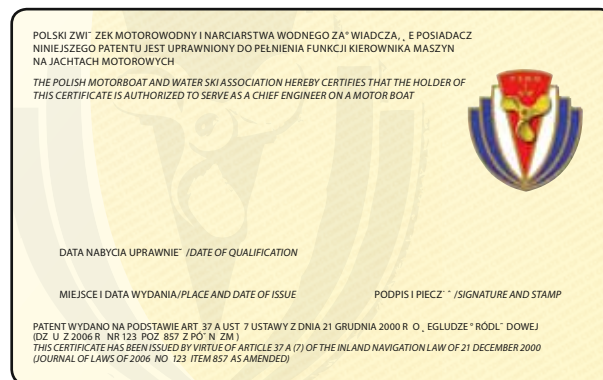 POLSKI ZWI¯ ZEK MOTOROWODNY I NARCIARSTWA WODNEGO ZA° WIADCZA, ¸ E POSIADACZ
NINIEJSZEGO PATENTU JEST UPRAWNIONY DO PEŁNIENIA FUNKCJI KIEROWNIKA MASZYN
NA JACHTACH MOTOROWYCH
THE POLISH MOTORBOAT AND WATER SKI ASSOCIATION HEREBY CERTIFIES THAT THE HOLDER OF
THIS CERTIFICATE IS AUTHORIZED TO SERVE AS A CHIEF ENGINEER ON A MOTOR BOAT
DATA NABYCIA UPRAWNIE¯ /DATE OF QUALIFICATION
MIEJSCE I DATA WYDANIA/PLACE AND DATE OF ISSUE PODPIS I PIECZ˙ ¯ /SIGNATURE AND STAMP
PATENT WYDANO NA PODSTAWIE ART 37 A UST 7 USTAWY Z DNIA 21 GRUDNIA 2000 R O ¸ EGLUDZE ° RÓDL¯ DOWEJ
(DZ U Z 2006 R NR 123 POZ 857 Z PÓ´ N ZM )
THIS CERTIFICATE HAS BEEN ISSUED BY VIRTUE OF ARTICLE 37 A (7) OF THE INLAND NAVIGATION LAW OF 21 DECEMBER 2000
(JOURNAL OF LAWS OF 2006 NO 123 ITEM 857 AS AMENDED)